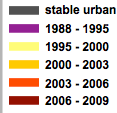 stable urban
1988 - 1995
1995 - 2000
2000 - 2003
2003 - 2006
2006 - 2009